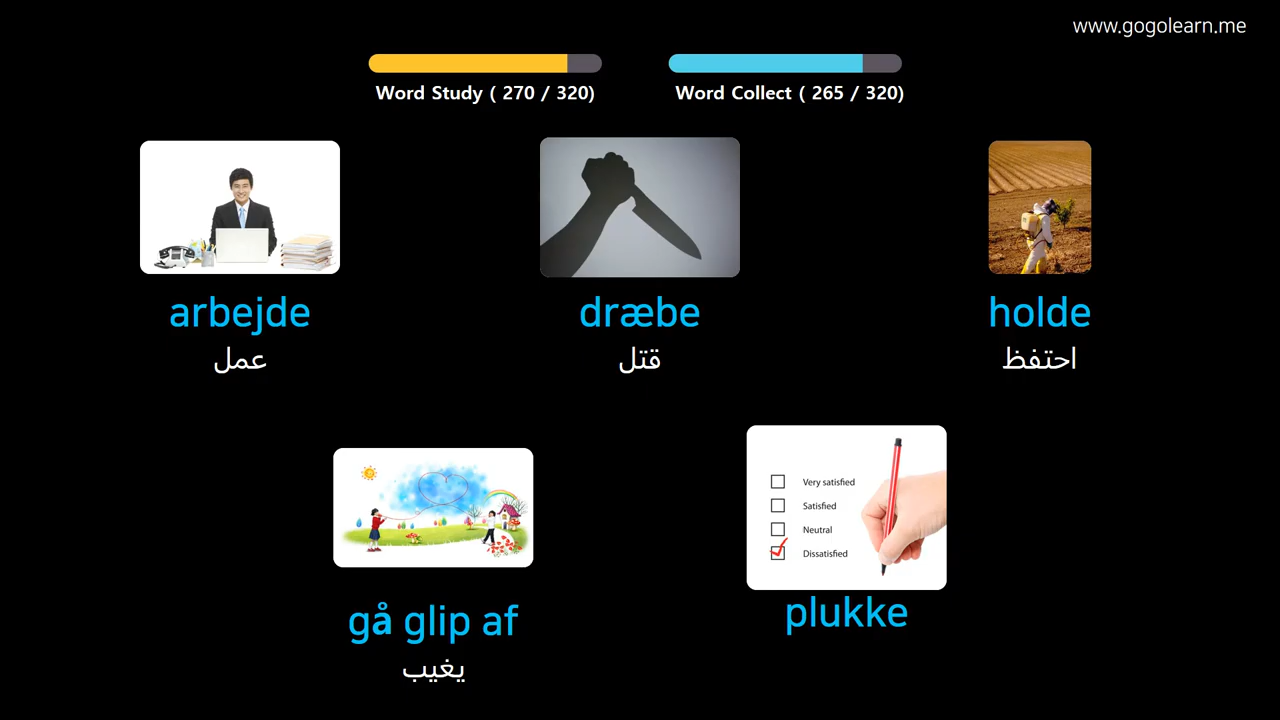 www.gogolearn.me
Word Study ( 270 / 320)
Word Collect ( 265 / 320)
arbejde
عمل
dræbe
قتل
holde
احتفظ
Very satisfied
Satisfied
Neutral
Dissatisfied
gå glip af
يغيب
plukke